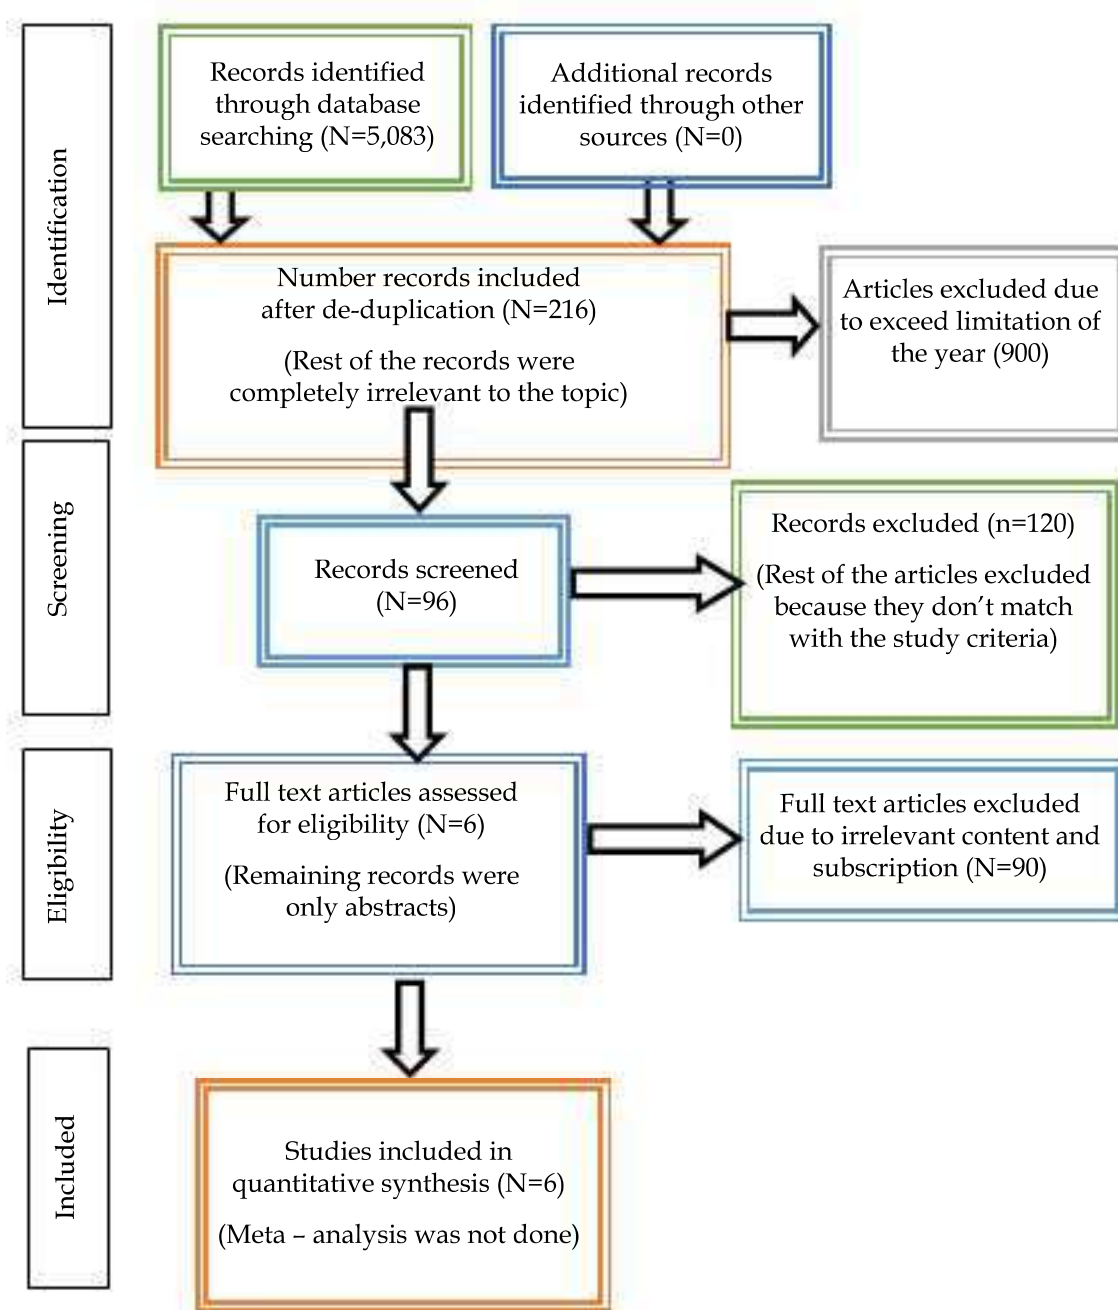 Identification
Records identified
through database
searching (N=5,083)
Additional records
identified through other
sources (N=0)
Number records included
after de-duplication (N=216)
(Rest of the records were
completely irrelevant to the topic)
Articles excluded due
to exceed limitation of
the year (900)
Screening
Records screened
(N=96)
Records excluded (n=120)
(Rest of the articles excluded
because they don’t match
with the study criteria)
Eligibility
Full text articles assessed
for eligibility (N=6)
(Remaining records were
only abstracts)
Full text articles excluded
due to irrelevant content and
subscription (N=90)
Included
Studies included in
quantitative synthesis (N=6)
(Meta – analysis was not done)